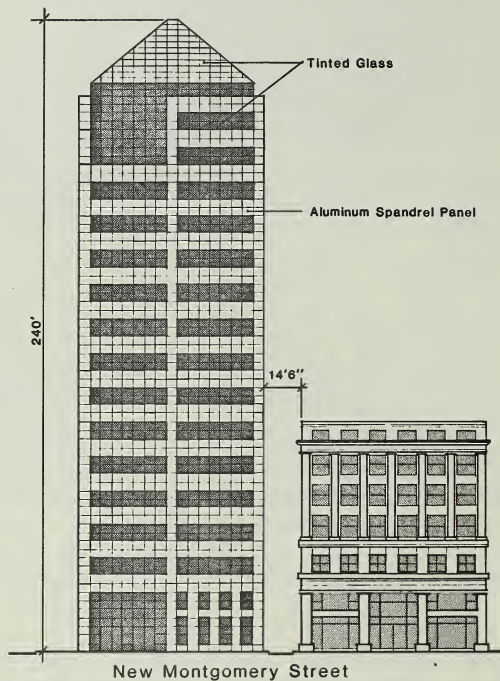 Tinted Glass
Aluminum Spandrel Panel
240'
14'6"
New Montgomery Street